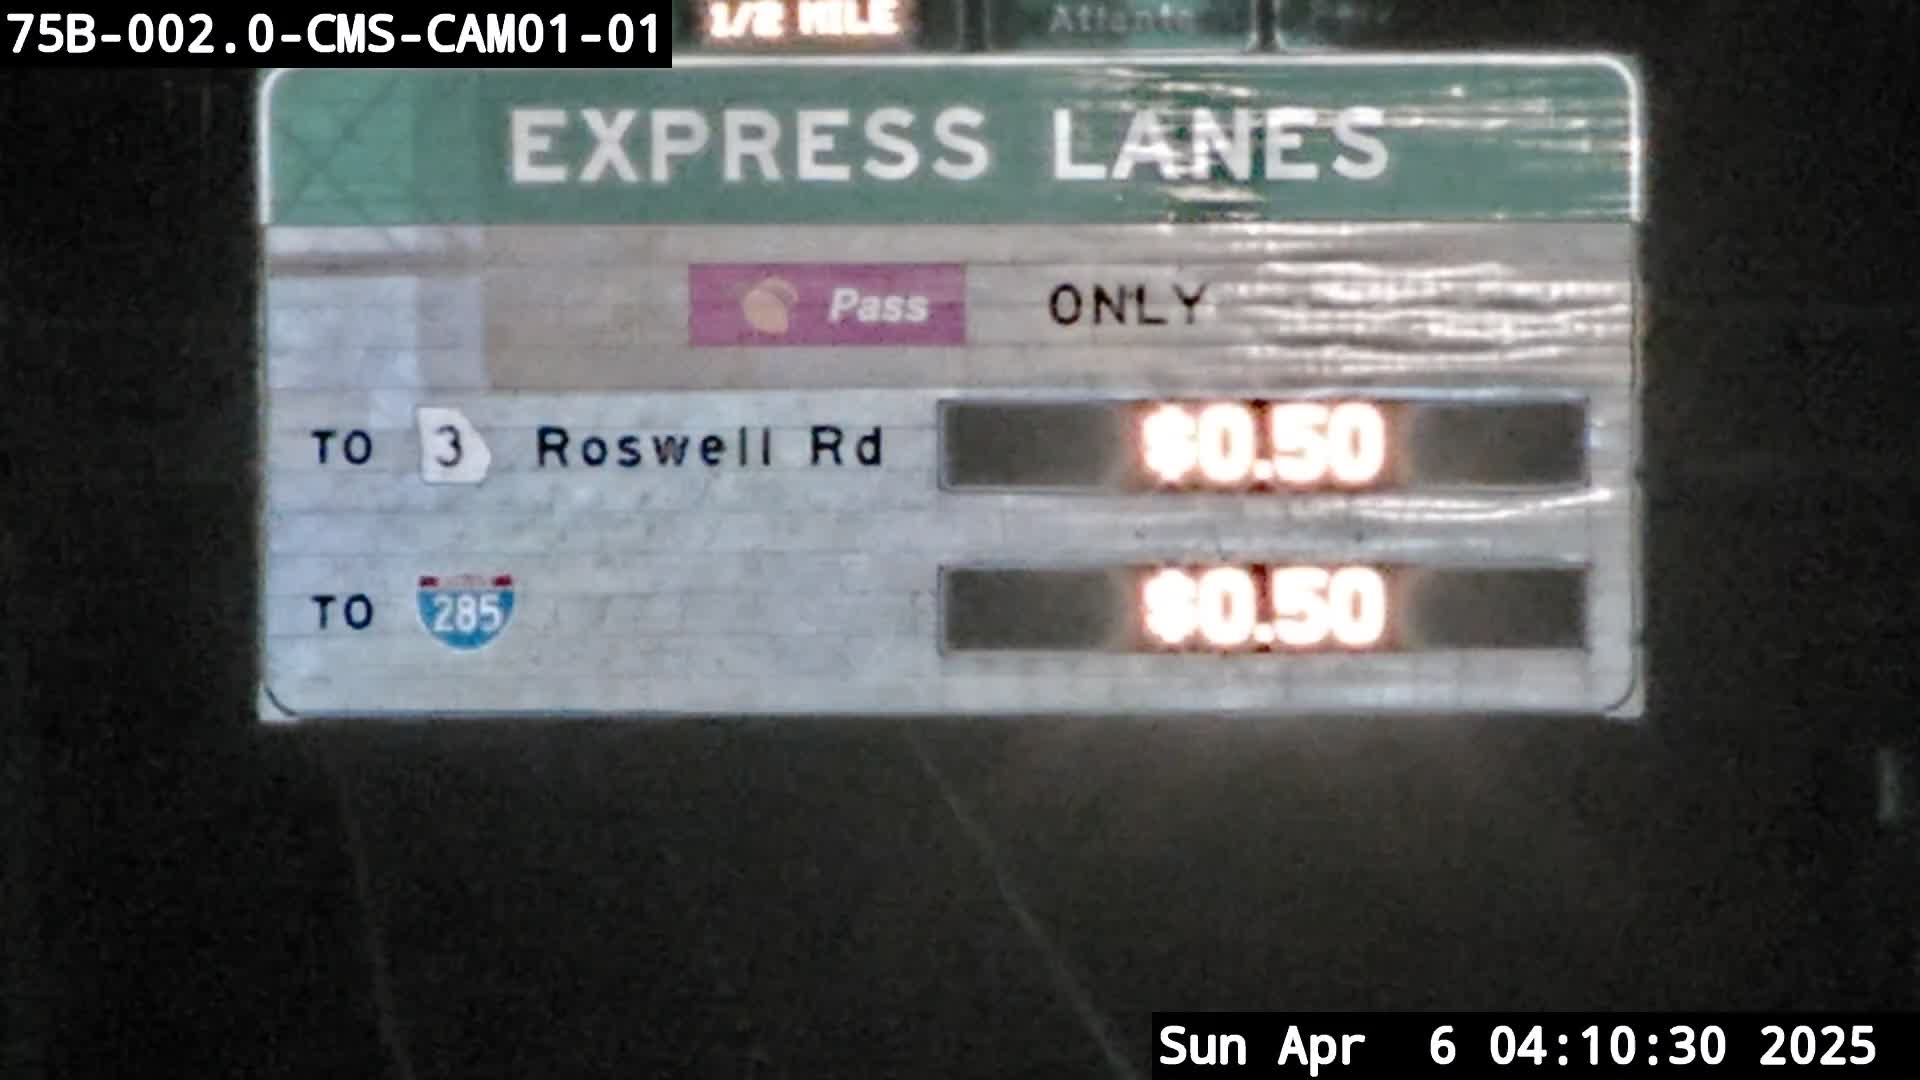 75B-002.0-CMS-CAM01-01
1/2 MILE
Atlanta
EXPRESS LANES
Pass ONLY
TO 3 Roswell Rd $0.50
TO 285 $0.50
Sun Apr 6 04:10:30 2025